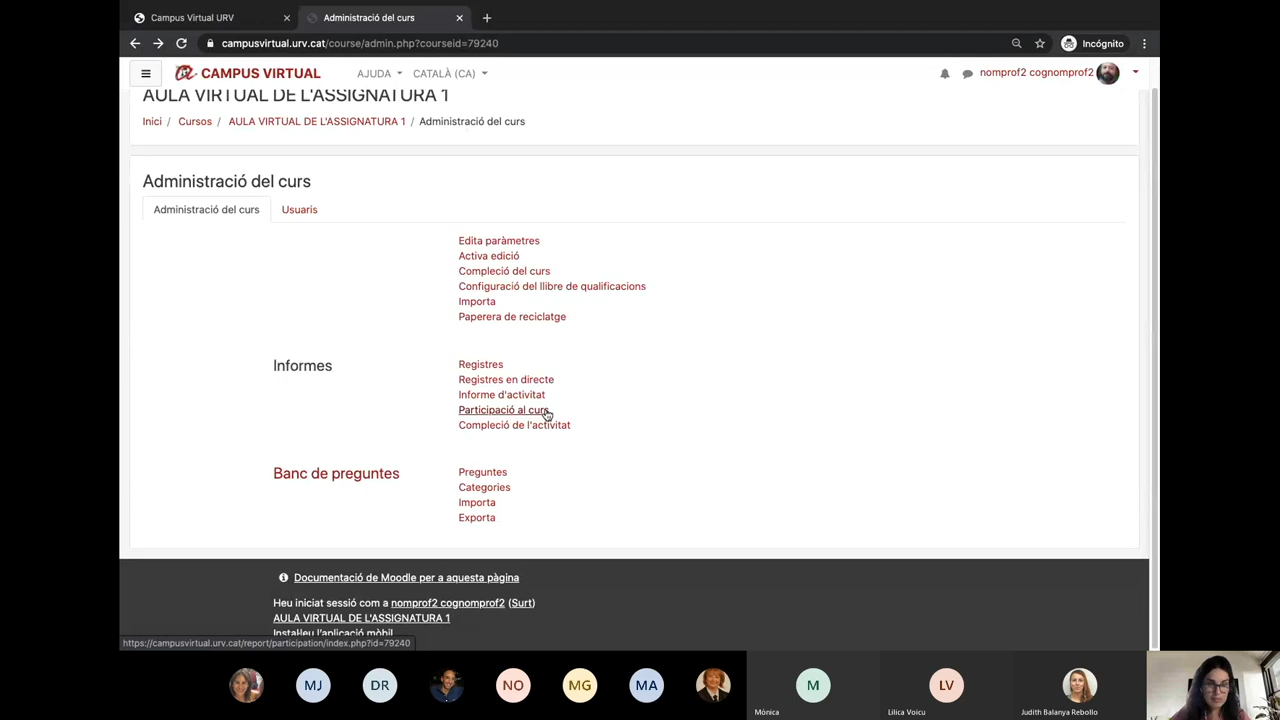 Campus Virtual URV
Administració del curs
campusvirtual.urv.cat/course/admin.php?courseid=79240
Incógnito
CAMPUS VIRTUAL
AJUDA
CATALÀ (CA)
nomprof2 cognomprof2
AULA VIRTUAL DE L'ASSIGNATURA 1
Inici / Cursos / AULA VIRTUAL DE L'ASSIGNATURA 1 / Administració del curs
Administració del curs
Administració del curs
Usuaris
Edita paràmetres
Activa edició
Compleció del curs
Configuració del llibre de qualificacions
Importa
Paperera de reciclatge
Informes
Registres
Registres en directe
Informe d'activitat
Participació al curs
Compleció de l'activitat
Banc de preguntes
Preguntes
Categories
Importa
Exporta
Documentació de Moodle per a aquesta pàgina
Heu iniciat sessió com a nomprof2 cognomprof2 (Surt)
AULA VIRTUAL DE L'ASSIGNATURA 1
Instal·leu l'aplicació mòbil
https://campusvirtual.urv.cat/report/participation/index.php?id=79240
MJ
DR
NO
MG
MA
M
LV
Mònica
Lilica Voicu
Judith Balanya Rebollo